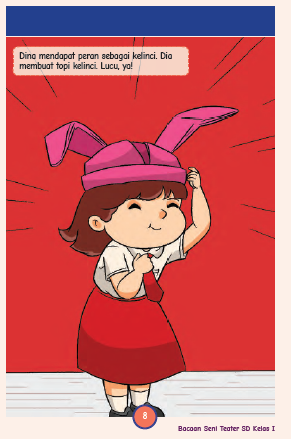 Dina mendapat peran sebagai kelinci. Dia
membuat topi kelinci. Lucu, ya!
8
Bacaan Seni Teater SD Kelas I